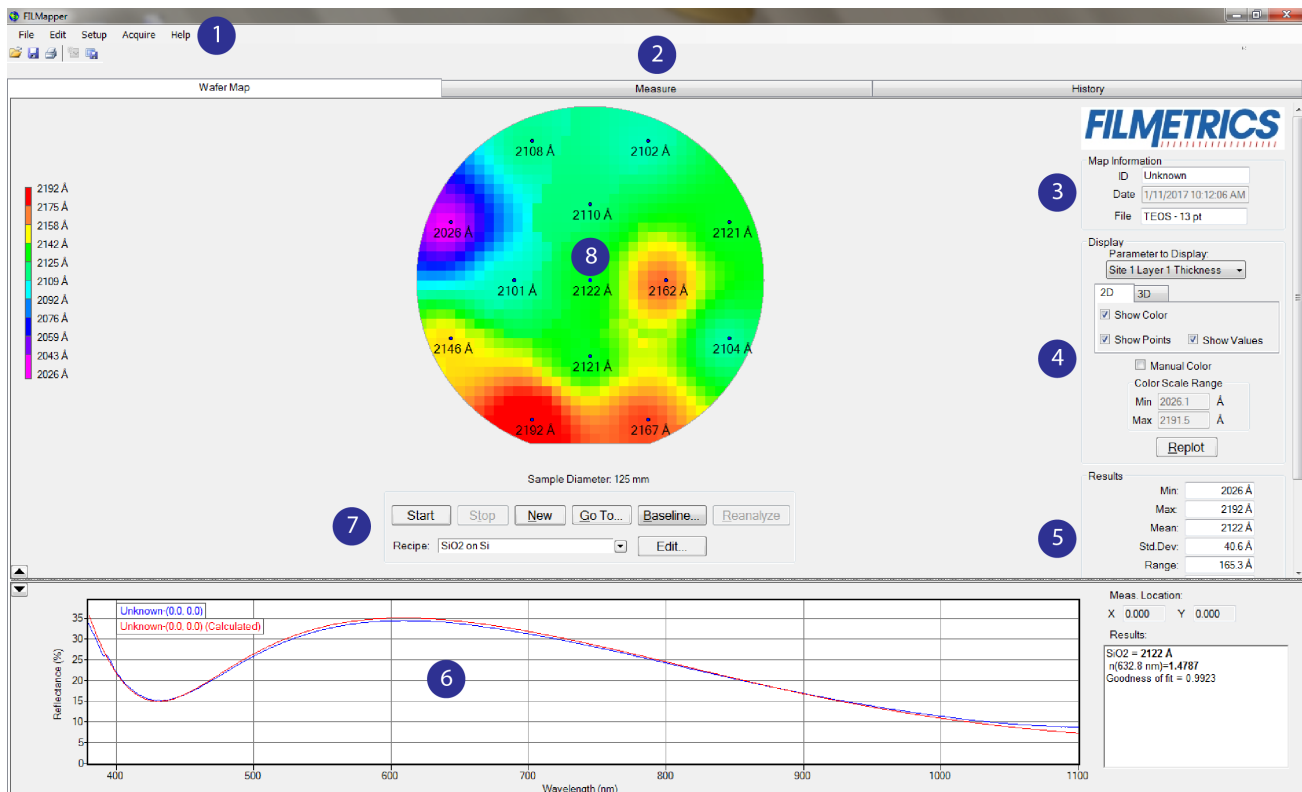 FILMapper
File Edit Setup Acquire Help
1
2
Wafer Map Measure History
FILMETRICS
Map Information
3
ID Unknown
Date 1/11/2017 10:12:06 AM
File TEOS - 13 pt
2192 Å
2175 Å
2158 Å
2142 Å
2125 Å
2109 Å
2092 Å
2076 Å
2059 Å
2043 Å
2026 Å
2108 Å 2102 Å
2110 Å
2026 Å 2121 Å
8
2101 Å 2122 Å 2162 Å
2146 Å 2104 Å
2121 Å
2192 Å 2167 Å
Sample Diameter: 125 mm
Display
Parameter to Display:
Site 1 Layer 1 Thickness
2D 3D
Show Color
Show Points Show Values
4
Manual Color
Color Scale Range
Min 2026.1 Å
Max 2191.5 Å
Replot
Results
Min: 2026 Å
Max: 2192 Å
Mean: 2122 Å
5
Std.Dev: 40.6 Å
Range: 165.3 Å
7
Start Stop New Go To... Baseline... Reanalyze
Recipe: SiO2 on Si Edit...
Unknown-(0.0, 0.0)
Unknown-(0.0, 0.0) (Calculated)
6
Reflectance (%)
35
30
25
20
15
10
5
0
400 500 600 700 800 900 1000 1100
Wavelength (nm)
Meas. Location:
X 0.000 Y 0.000
Results:
SiO2 = 2122 Å
n(632.8 nm)=1.4787
Goodness of fit = 0.9923